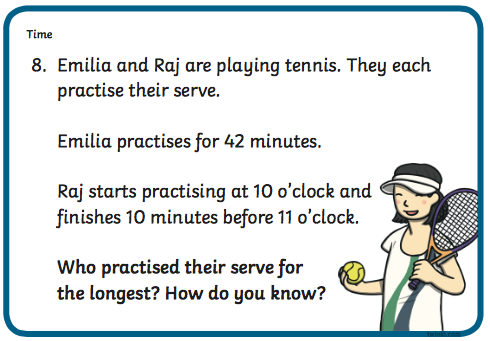 Time
8. Emilia and Raj are playing tennis. They each
practise their serve.
Emilia practises for 42 minutes.
Raj starts practising at 10 o'clock and
finishes 10 minutes before 11 o'clock.
Who practised their serve for
the longest? How do you know?